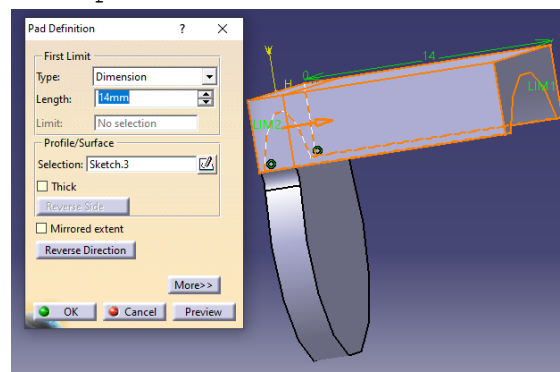 Pad Definition ? ×
First Limit
Type: Dimension
Length: 14mm
Limit: No selection
Profile/Surface
Selection: Sketch.3
Thick
Reverse Side
Mirrored extent
Reverse Direction
More>>
OK Cancel Preview
14
0
H
LIM1
LIM2